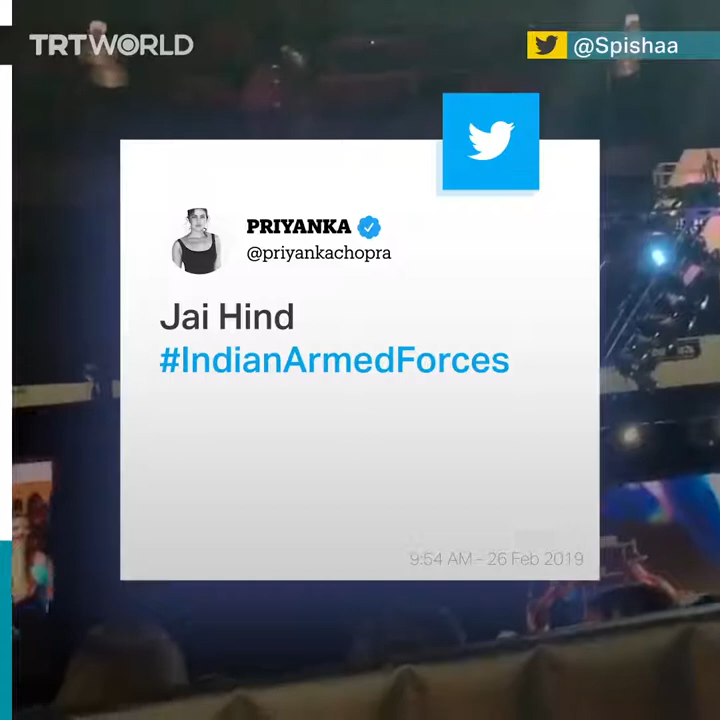 TRTWORLD
@Spishaa
PRIYANKA
@priyankachopra
Jai Hind
#IndianArmedForces
9:54 AM - 26 Feb 2019